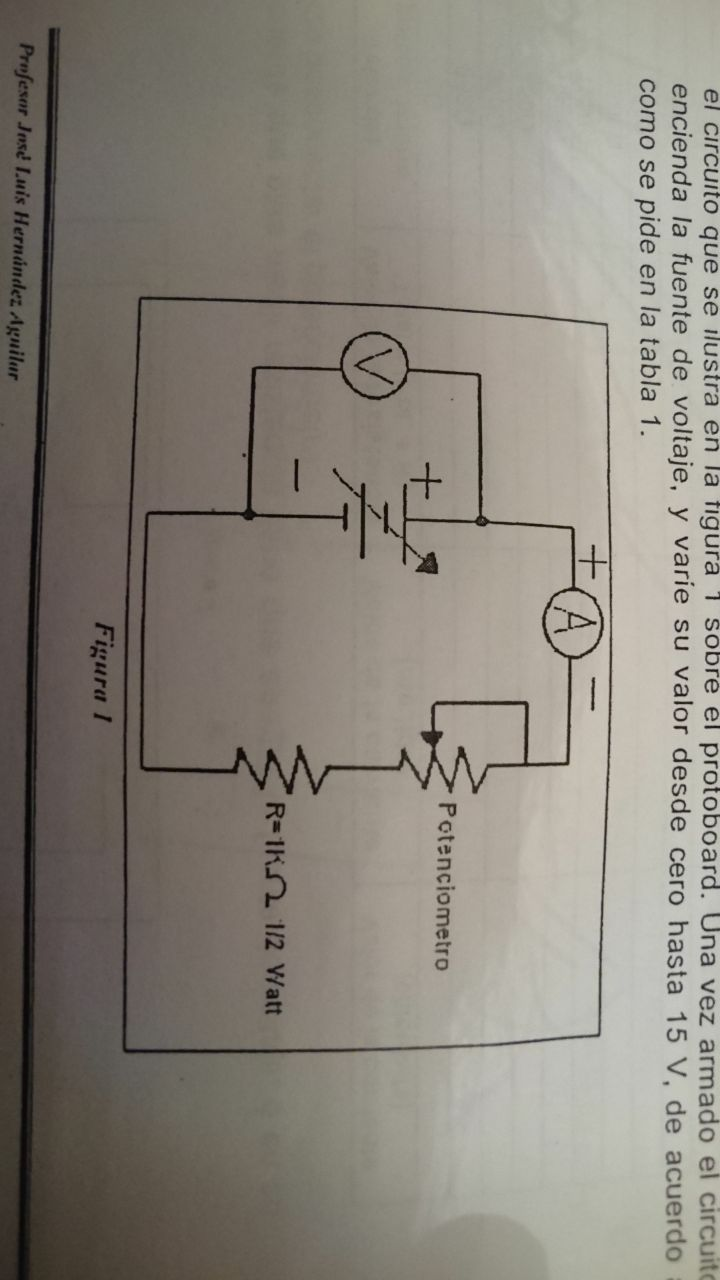 el circuito que se ilustra en la figura 1 sobre el protoboard. Una vez armado el circuito
encienda la fuente de voltaje, y varíe su valor desde cero hasta 15 V, de acuerdo
como se pide en la tabla 1.
+ A −
V
+
−
Potenciometro
R=1KΩ 1/2 Watt
Figura 1
Profesor José Luis Hernández Aguilar